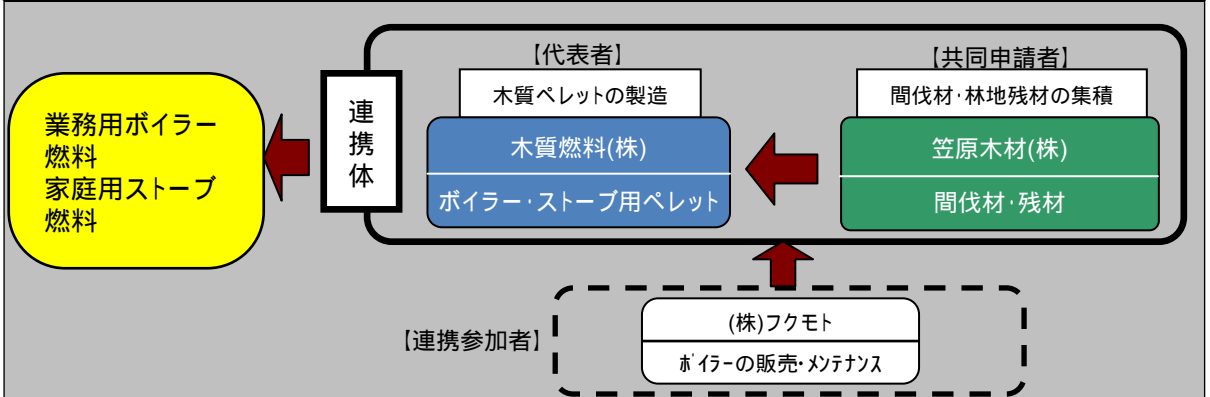 業務用ボイラー
燃料
家庭用ストーブ
燃料
連携体
【代表者】
木質ペレットの製造
木質燃料(株)
ボイラー・ストーブ用ペレット
【共同申請者】
間伐材・林地残材の集積
笠原木材(株)
間伐材・残材
【連携参加者】
(株)フクモト
ボイラーの販売・メンテナンス